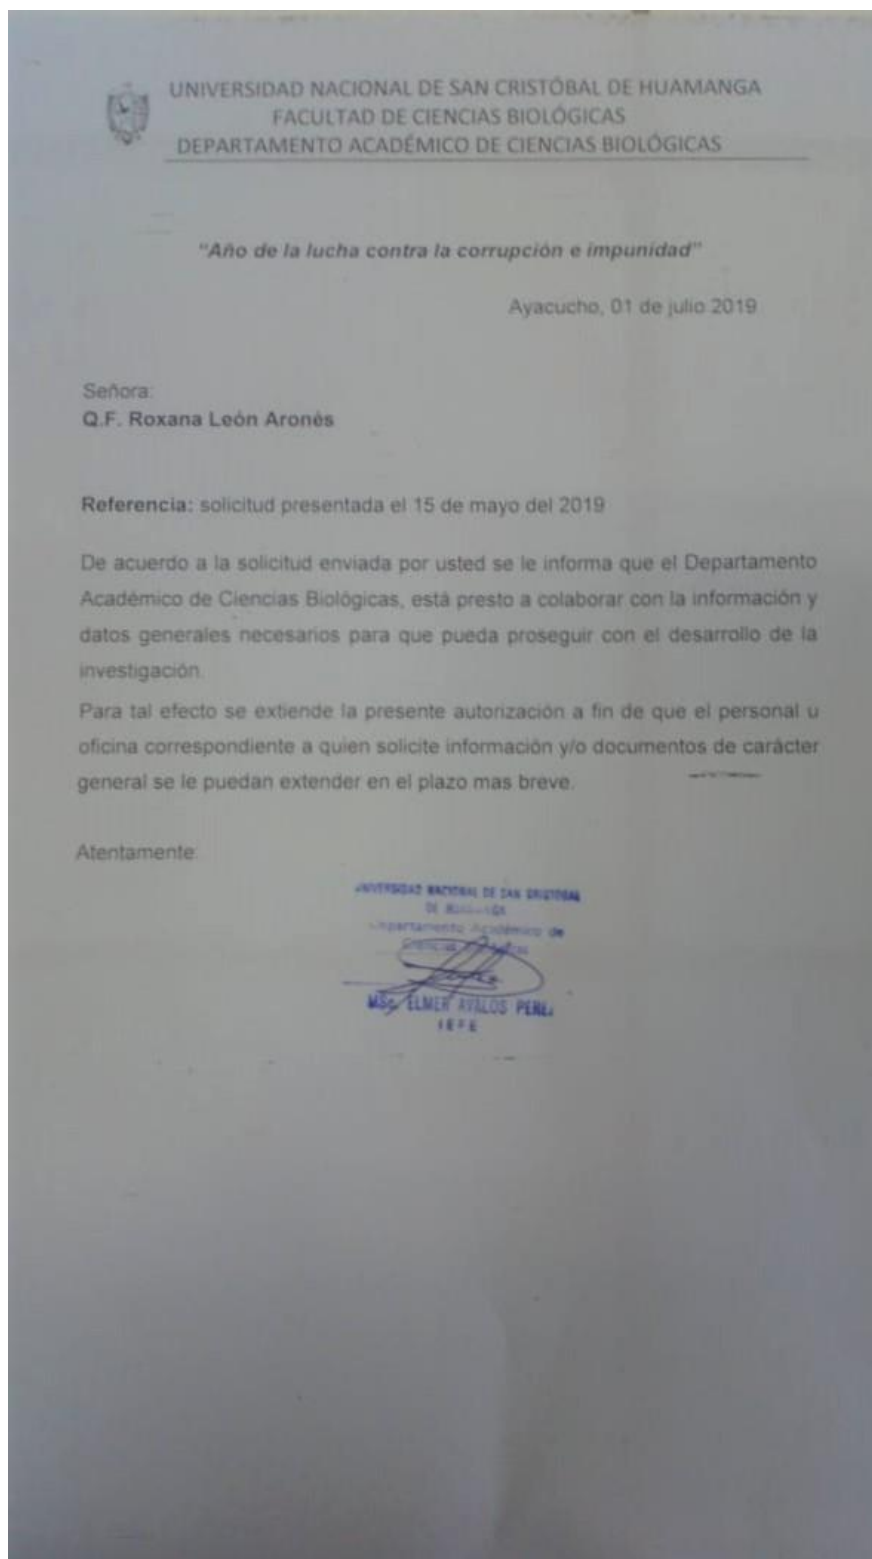 UNIVERSIDAD NACIONAL DE SAN CRISTÓBAL DE HUAMANGA
FACULTAD DE CIENCIAS BIOLÓGICAS
DEPARTAMENTO ACADÉMICO DE CIENCIAS BIOLÓGICAS
"Año de la lucha contra la corrupción e impunidad"
Ayacucho, 01 de julio 2019
Señora:
Q.F. Roxana León Aronés
Referencia: solicitud presentada el 15 de mayo del 2019
De acuerdo a la solicitud enviada por usted se le informa que el Departamento
Académico de Ciencias Biológicas, está presto a colaborar con la información y
datos generales necesarios para que pueda proseguir con el desarrollo de la
investigación.
Para tal efecto se extiende la presente autorización a fin de que el personal u
oficina correspondiente a quien solicite información y/o documentos de carácter
general se le puedan extender en el plazo mas breve.
Atentamente:
UNIVERSIDAD NACIONAL DE SAN CRISTOBAL
DE HUAMANGA
Departamento Académico de
Ciencias
MSc. ELMER AVALOS
JEFE